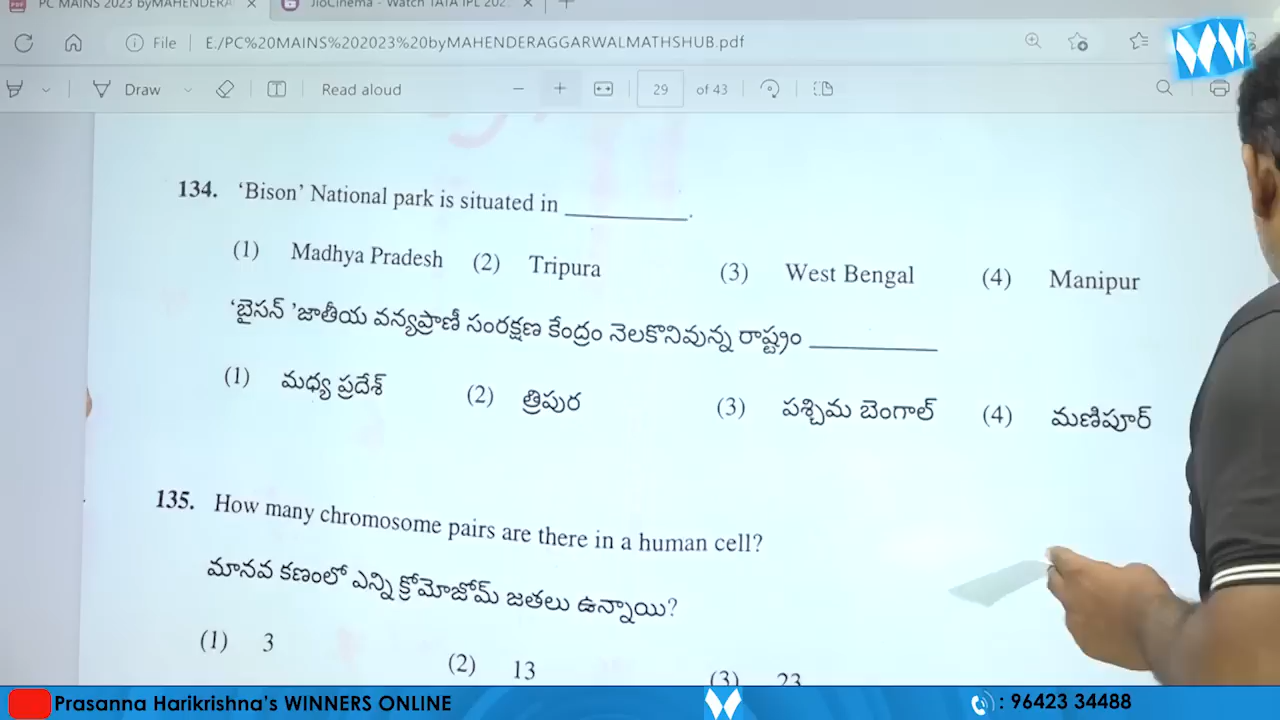 PC MAINS 2023 byMAHENDERA
JioCinema - Watch TATA IPL 202
File
E:/PC%20MAINS%202023%20byMAHENDERAGGARWALMATHSHUB.pdf
Draw
Read aloud
29 of 43
134. ‘Bison’ National park is situated in __________.
(1) Madhya Pradesh (2) Tripura (3) West Bengal (4) Manipur
‘బైసన్ ’జాతీయ వన్యప్రాణీ సంరక్షణ కేంద్రం నెలకొనివున్న రాష్ట్రం __________
(1) మధ్య ప్రదేశ్ (2) త్రిపుర (3) పశ్చిమ బెంగాల్ (4) మణిపూర్
135. How many chromosome pairs are there in a human cell?
మానవ కణంలో ఎన్ని క్రోమోజోమ్ జతలు ఉన్నాయి?
(1) 3 (2) 13 (3) 23
Prasanna Harikrishna's WINNERS ONLINE
: 96423 34488